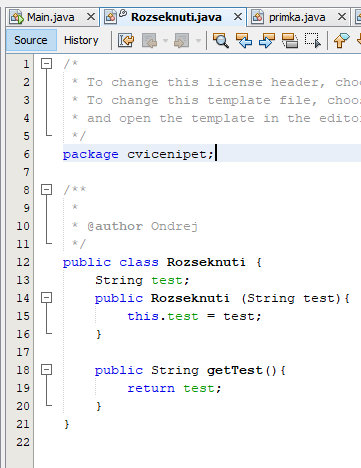 Main.java Rozseknuti.java primka.java
Source History
1 /*
2 * To change this license header, choo
3 * To change this template file, choos
4 * and open the template in the editor
5 */
6 package cvicenipet;
7
8 /**
9 *
10 * @author Ondrej
11 */
12 public class Rozseknuti {
13 String test;
14 public Rozseknuti (String test){
15 this.test = test;
16 }
17
18 public String getTest(){
19 return test;
20 }
21 }
22